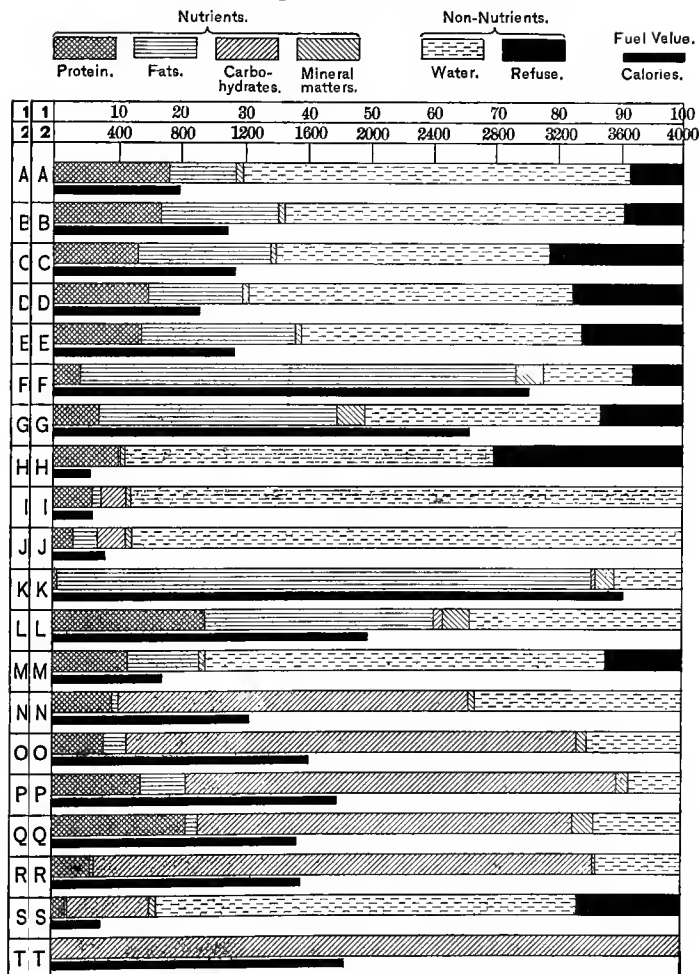 Nutrients. Non-Nutrients.
Fuel Value.
Protein. Fats. Carbo- Mineral Water. Refuse. Calories.
hydrates. matters.
1 1 10 20 30 40 50 60 70 80 90 100
2 2 400 800 1200 1600 2000 2400 2800 3200 3600 4000
A A
B B
C C
D D
E E
F F
G G
H H
I I
J J
K K
L L
M M
N N
O O
P P
Q Q
R R
S S
T T